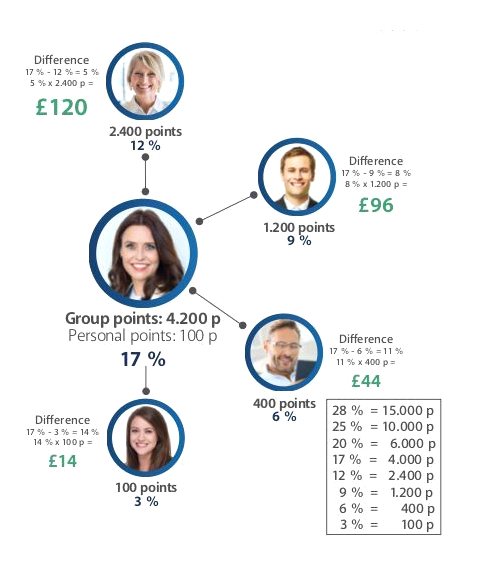 Difference
17 % - 12 % = 5 %
5 % x 2.400 p =
£120
2.400 points
12 %
Difference
17 % - 9 % = 8 %
8 % x 1.200 p =
£96
1.200 points
9 %
Group points: 4.200 p
Personal points: 100 p
17 %
Difference
17 % - 6 % = 11 %
11 % x 400 p =
£44
400 points
6 %
Difference
17 % - 3 % = 14 %
14 % x 100 p =
£14
100 points
3 %
28 % = 15.000 p
25 % = 10.000 p
20 % = 6.000 p
17 % = 4.000 p
12 % = 2.400 p
9 % = 1.200 p
6 % = 400 p
3 % = 100 p